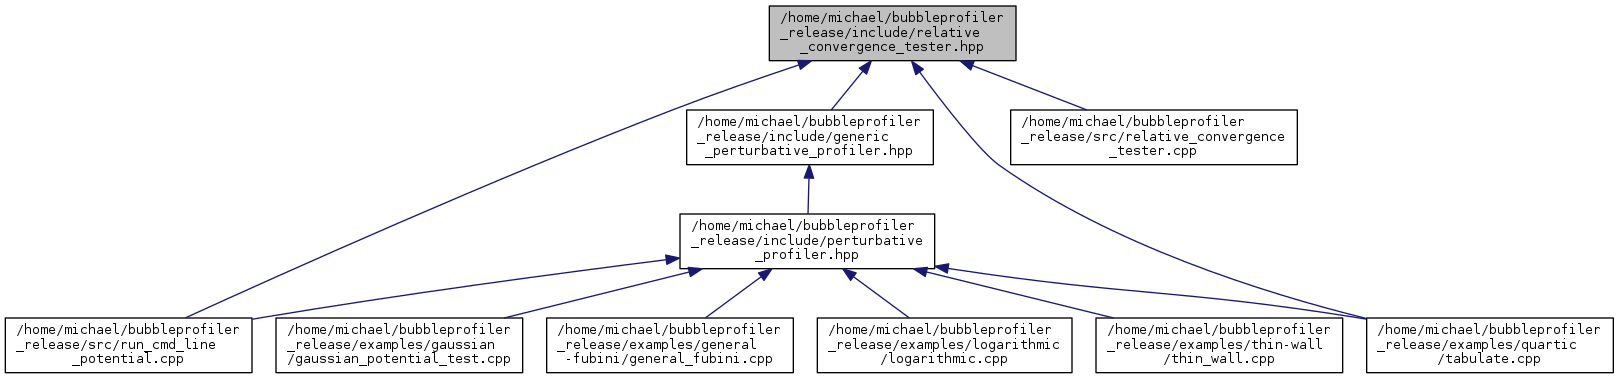 /home/michael/bubbleprofiler
_release/include/relative
_convergence_tester.hpp
/home/michael/bubbleprofiler
_release/include/generic
_perturbative_profiler.hpp
/home/michael/bubbleprofiler
_release/src/relative_convergence
_tester.cpp
/home/michael/bubbleprofiler
_release/include/perturbative
_profiler.hpp
/home/michael/bubbleprofiler
_release/src/run_cmd_line
_potential.cpp
/home/michael/bubbleprofiler
_release/examples/gaussian
/gaussian_potential_test.cpp
/home/michael/bubbleprofiler
_release/examples/general
-fubini/general_fubini.cpp
/home/michael/bubbleprofiler
_release/examples/logarithmic
/logarithmic.cpp
/home/michael/bubbleprofiler
_release/examples/thin-wall
/thin_wall.cpp
/home/michael/bubbleprofiler
_release/examples/quartic
/tabulate.cpp